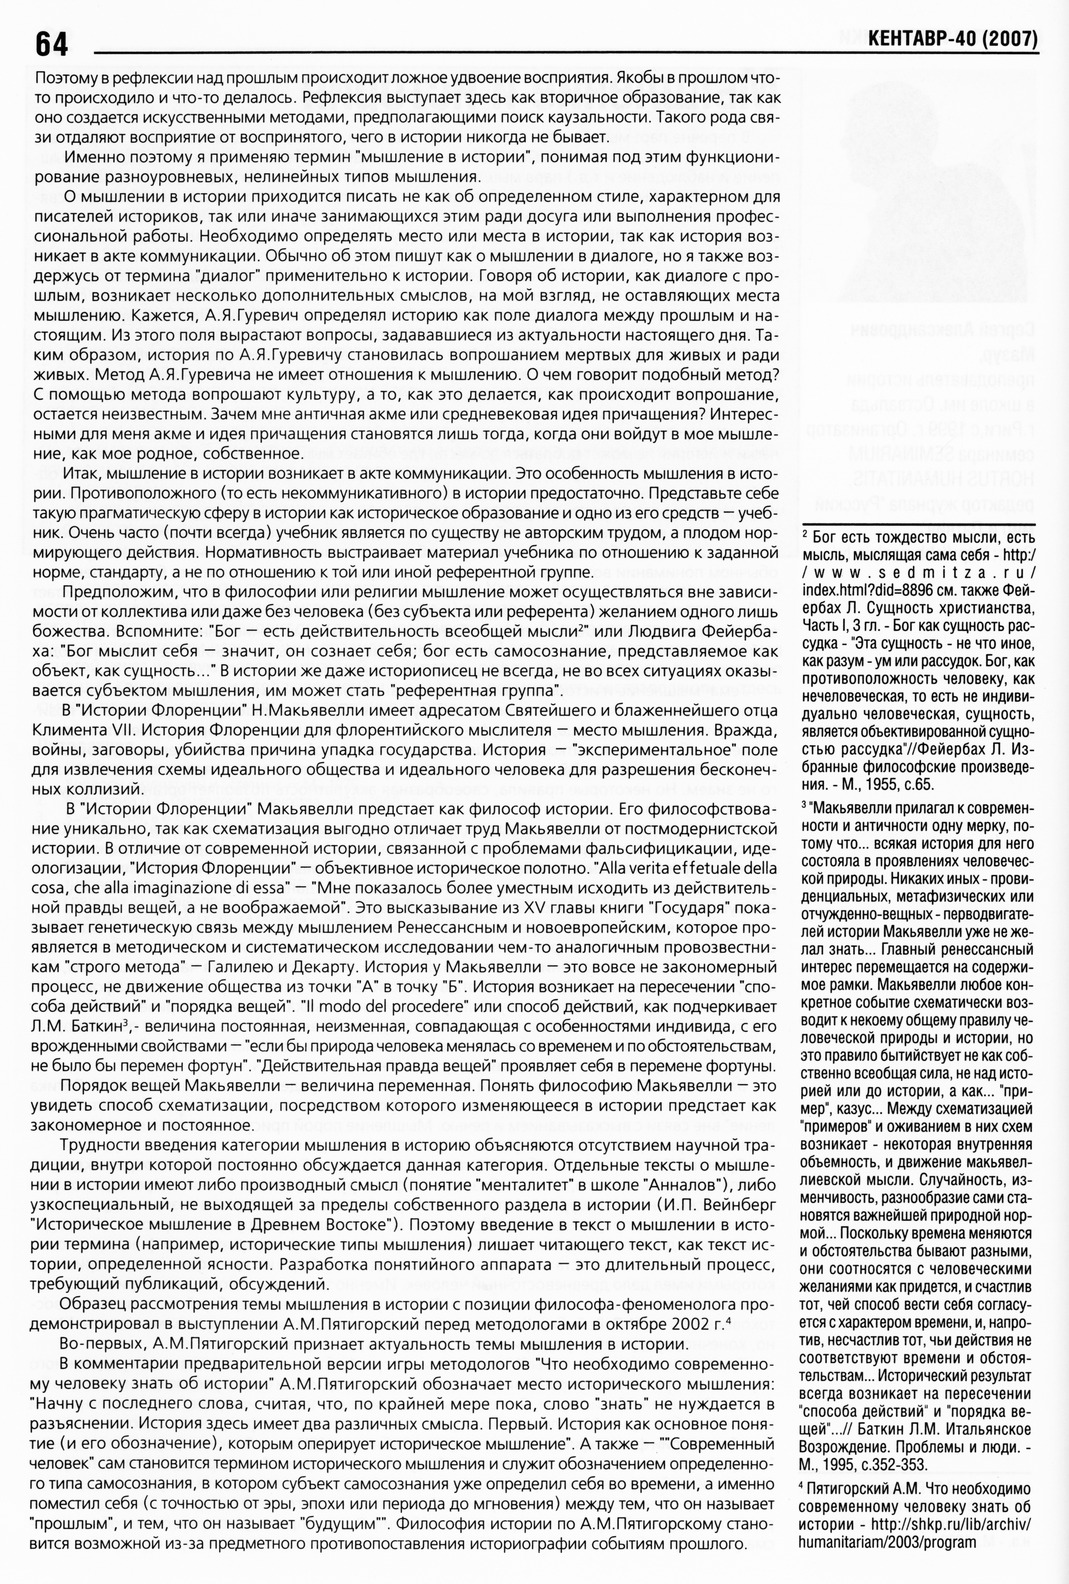 64
КЕНТАВР-40 (2007)
Поэтому в рефлексии над прошлым происходит ложное удвоение восприятия. Якобы в прошлом что-
то происходило и что-то делалось. Рефлексия выступает здесь как вторичное образование, так как
оно создается искусственными методами, предполагающими поиск каузальности. Такого рода свя-
зи отдаляют восприятие от воспринятого, чего в истории никогда не бывает.
Именно поэтому я применяю термин "мышление в истории", понимая под этим функциони-
рование разноуровневых, нелинейных типов мышления.
О мышлении в истории приходится писать не как об определенном стиле, характерном для
писателей историков, так или иначе занимающихся этим ради досуга или выполнения профес-
сиональной работы. Необходимо определять место или места в истории, так как история воз-
никает в акте коммуникации. Обычно об этом пишут как о мышлении в диалоге, но я также воз-
держусь от термина "диалог" применительно к истории. Говоря об истории, как диалоге с про-
шлым, возникает несколько дополнительных смыслов, на мой взгляд, не оставляющих места
мышлению. Кажется, А.Я.Гуревич определял историю как поле диалога между прошлым и на-
стоящим. Из этого поля вырастают вопросы, задававшиеся из актуальности настоящего дня. Та-
ким образом, история по А.Я.Гуревичу становилась вопрошанием мертвых для живых и ради
живых. Метод А.Я.Гуревича не имеет отношения к мышлению. О чем говорит подобный метод?
С помощью метода вопрошают культуру, а то, как это делается, как происходит вопрошание,
остается неизвестным. Зачем мне античная акме или средневековая идея причащения? Интерес-
ными для меня акме и идея причащения становятся лишь тогда, когда они войдут в мое мышле-
ние, как мое родное, собственное.
Итак, мышление в истории возникает в акте коммуникации. Это особенность мышления в исто-
рии. Противоположного (то есть некоммуникативного) в истории предостаточно. Представьте себе
такую прагматическую сферу в истории как историческое образование и одно из его средств – учеб-
ник. Очень часто (почти всегда) учебник является по существу не авторским трудом, а плодом нор-
мирующего действия. Нормативность выстраивает материал учебника по отношению к заданной
норме, стандарту, а не по отношению к той или иной референтной группе.
Предположим, что в философии или религии мышление может осуществляться вне зависи-
мости от коллектива или даже без человека (без субъекта или референта) желанием одного лишь
божества. Вспомните: "Бог – есть действительность всеобщей мысли²" или Людвига Фейерба-
ха: "Бог мыслит себя – значит, он сознает себя; бог есть самосознание, представляемое как
объект, как сущность..." В истории же даже историописец не всегда, не во всех ситуациях оказы-
вается субъектом мышления, им может стать "референтная группа".
В "Истории Флоренции" Н.Макьявелли имеет адресатом Святейшего и блаженнейшего отца
Климента VII. История Флоренции для флорентийского мыслителя – место мышления. Вражда,
войны, заговоры, убийства причина упадка государства. История – "экспериментальное" поле
для извлечения схемы идеального общества и идеального человека для разрешения бесконеч-
ных коллизий.
В "Истории Флоренции" Макьявелли предстает как философ истории. Его философствова-
ние уникально, так как схематизация выгодно отличает труд Макьявелли от постмодернистской
истории. В отличие от современной истории, связанной с проблемами фальсифицикации, иде-
ологизации, "История Флоренции" – объективное историческое полотно. "Alla verita effetuale della
cosa, che alla imaginazione di essa" – "Мне показалось более уместным исходить из действитель-
ной правды вещей, а не воображаемой". Это высказывание из XV главы книги "Государя" пока-
зывает генетическую связь между мышлением Ренессансным и новоевропейским, которое про-
является в методическом и систематическом исследовании чем-то аналогичным провозвестни-
кам "строго метода" – Галилею и Декарту. История у Макьявелли – это вовсе не закономерный
процесс, не движение общества из точки "А" в точку "Б". История возникает на пересечении "спо-
соба действий" и "порядка вещей". "Il modo del procedere" или способ действий, как подчеркивает
Л.М. Баткин³,- величина постоянная, неизменная, совпадающая с особенностями индивида, с его
врожденными свойствами – "если бы природа человека менялась со временем и по обстоятельствам,
не было бы перемен фортун". "Действительная правда вещей" проявляет себя в перемене фортуны.
Порядок вещей Макьявелли – величина переменная. Понять философию Макьявелли – это
увидеть способ схематизации, посредством которого изменяющееся в истории предстает как
закономерное и постоянное.
Трудности введения категории мышления в историю объясняются отсутствием научной тра-
диции, внутри которой постоянно обсуждается данная категория. Отдельные тексты о мышле-
нии в истории имеют либо производный смысл (понятие "менталитет" в школе "Анналов"), либо
узкоспециальный, не выходящей за пределы собственного раздела в истории (И.П. Вейнберг
"Историческое мышление в Древнем Востоке"). Поэтому введение в текст о мышлении в исто-
рии термина (например, исторические типы мышления) лишает читающего текст, как текст ис-
тории, определенной ясности. Разработка понятийного аппарата – это длительный процесс,
требующий публикаций, обсуждений.
Образец рассмотрения темы мышления в истории с позиции философа-феноменолога про-
демонстрировал в выступлении А.М.Пятигорский перед методологами в октябре 2002 г.⁴
Во-первых, А.М.Пятигорский признает актуальность темы мышления в истории.
В комментарии предварительной версии игры методологов "Что необходимо современно-
му человеку знать об истории" А.М.Пятигорский обозначает место исторического мышления:
"Начну с последнего слова, считая, что, по крайней мере пока, слово "знать" не нуждается в
разъяснении. История здесь имеет два различных смысла. Первый. История как основное поня-
тие (и его обозначение), которым оперирует историческое мышление". А также – ""Современный
человек" сам становится термином исторического мышления и служит обозначением определенно-
го типа самосознания, в котором субъект самосознания уже определил себя во времени, а именно
поместил себя (с точностью от эры, эпохи или периода до мгновения) между тем, что он называет
"прошлым", и тем, что он называет "будущим"". Философия истории по А.М.Пятигорскому стано-
вится возможной из-за предметного противопоставления историографии событиям прошлого.
² Бог есть тождество мысли, есть
мысль, мыслящая сама себя - http:/
/www.sedmitza.ru/
index.html?did=8896 см. также Фей-
ербах Л. Сущность христианства,
Часть I, 3 гл. - Бог как сущность рас-
судка - "Эта сущность - не что иное,
как разум - ум или рассудок. Бог, как
противоположность человеку, как
нечеловеческая, то есть не индиви-
дуально человеческая, сущность,
является объективированной сущно-
стью рассудка"//Фейербах Л. Из-
бранные философские произведе-
ния. - М., 1955, с.65.
³ "Макьявелли прилагал к современ-
ности и античности одну мерку, по-
тому что... всякая история для него
состояла в проявлениях человечес-
кой природы. Никаких иных - прови-
денциальных, метафизических или
отчужденно-вещных - перводвигате-
лей истории Макьявелли уже не же-
лал знать... Главный ренессансный
интерес перемещается на содержи-
мое рамки. Макьявелли любое кон-
кретное событие схематически воз-
водит к некоему общему правилу че-
ловеческой природы и истории, но
это правило бытийствует не как соб-
ственно всеобщая сила, не над исто-
рией или до истории, а как... "при-
мер", казус... Между схематизацией
"примеров" и оживанием в них схем
возникает - некоторая внутренняя
объемность, и движение макьявел-
лиевской мысли. Случайность, из-
менчивость, разнообразие сами ста-
новятся важнейшей природной нор-
мой... Поскольку времена меняются
и обстоятельства бывают разными,
они соотносятся с человеческими
желаниями как придется, и счастлив
тот, чей способ вести себя согласу-
ется с характером времени, и, напро-
тив, несчастлив тот, чьи действия не
соответствуют времени и обстоя-
тельствам... Исторический результат
всегда возникает на пересечении
"способа действий" и "порядка ве-
щей"...// Баткин Л.М. Итальянское
Возрождение. Проблемы и люди. -
М., 1995, с.352-353.
⁴ Пятигорский А.М. Что необходимо
современному человеку знать об
истории - http://shkp.ru/lib/archiv/
humanitariam/2003/program